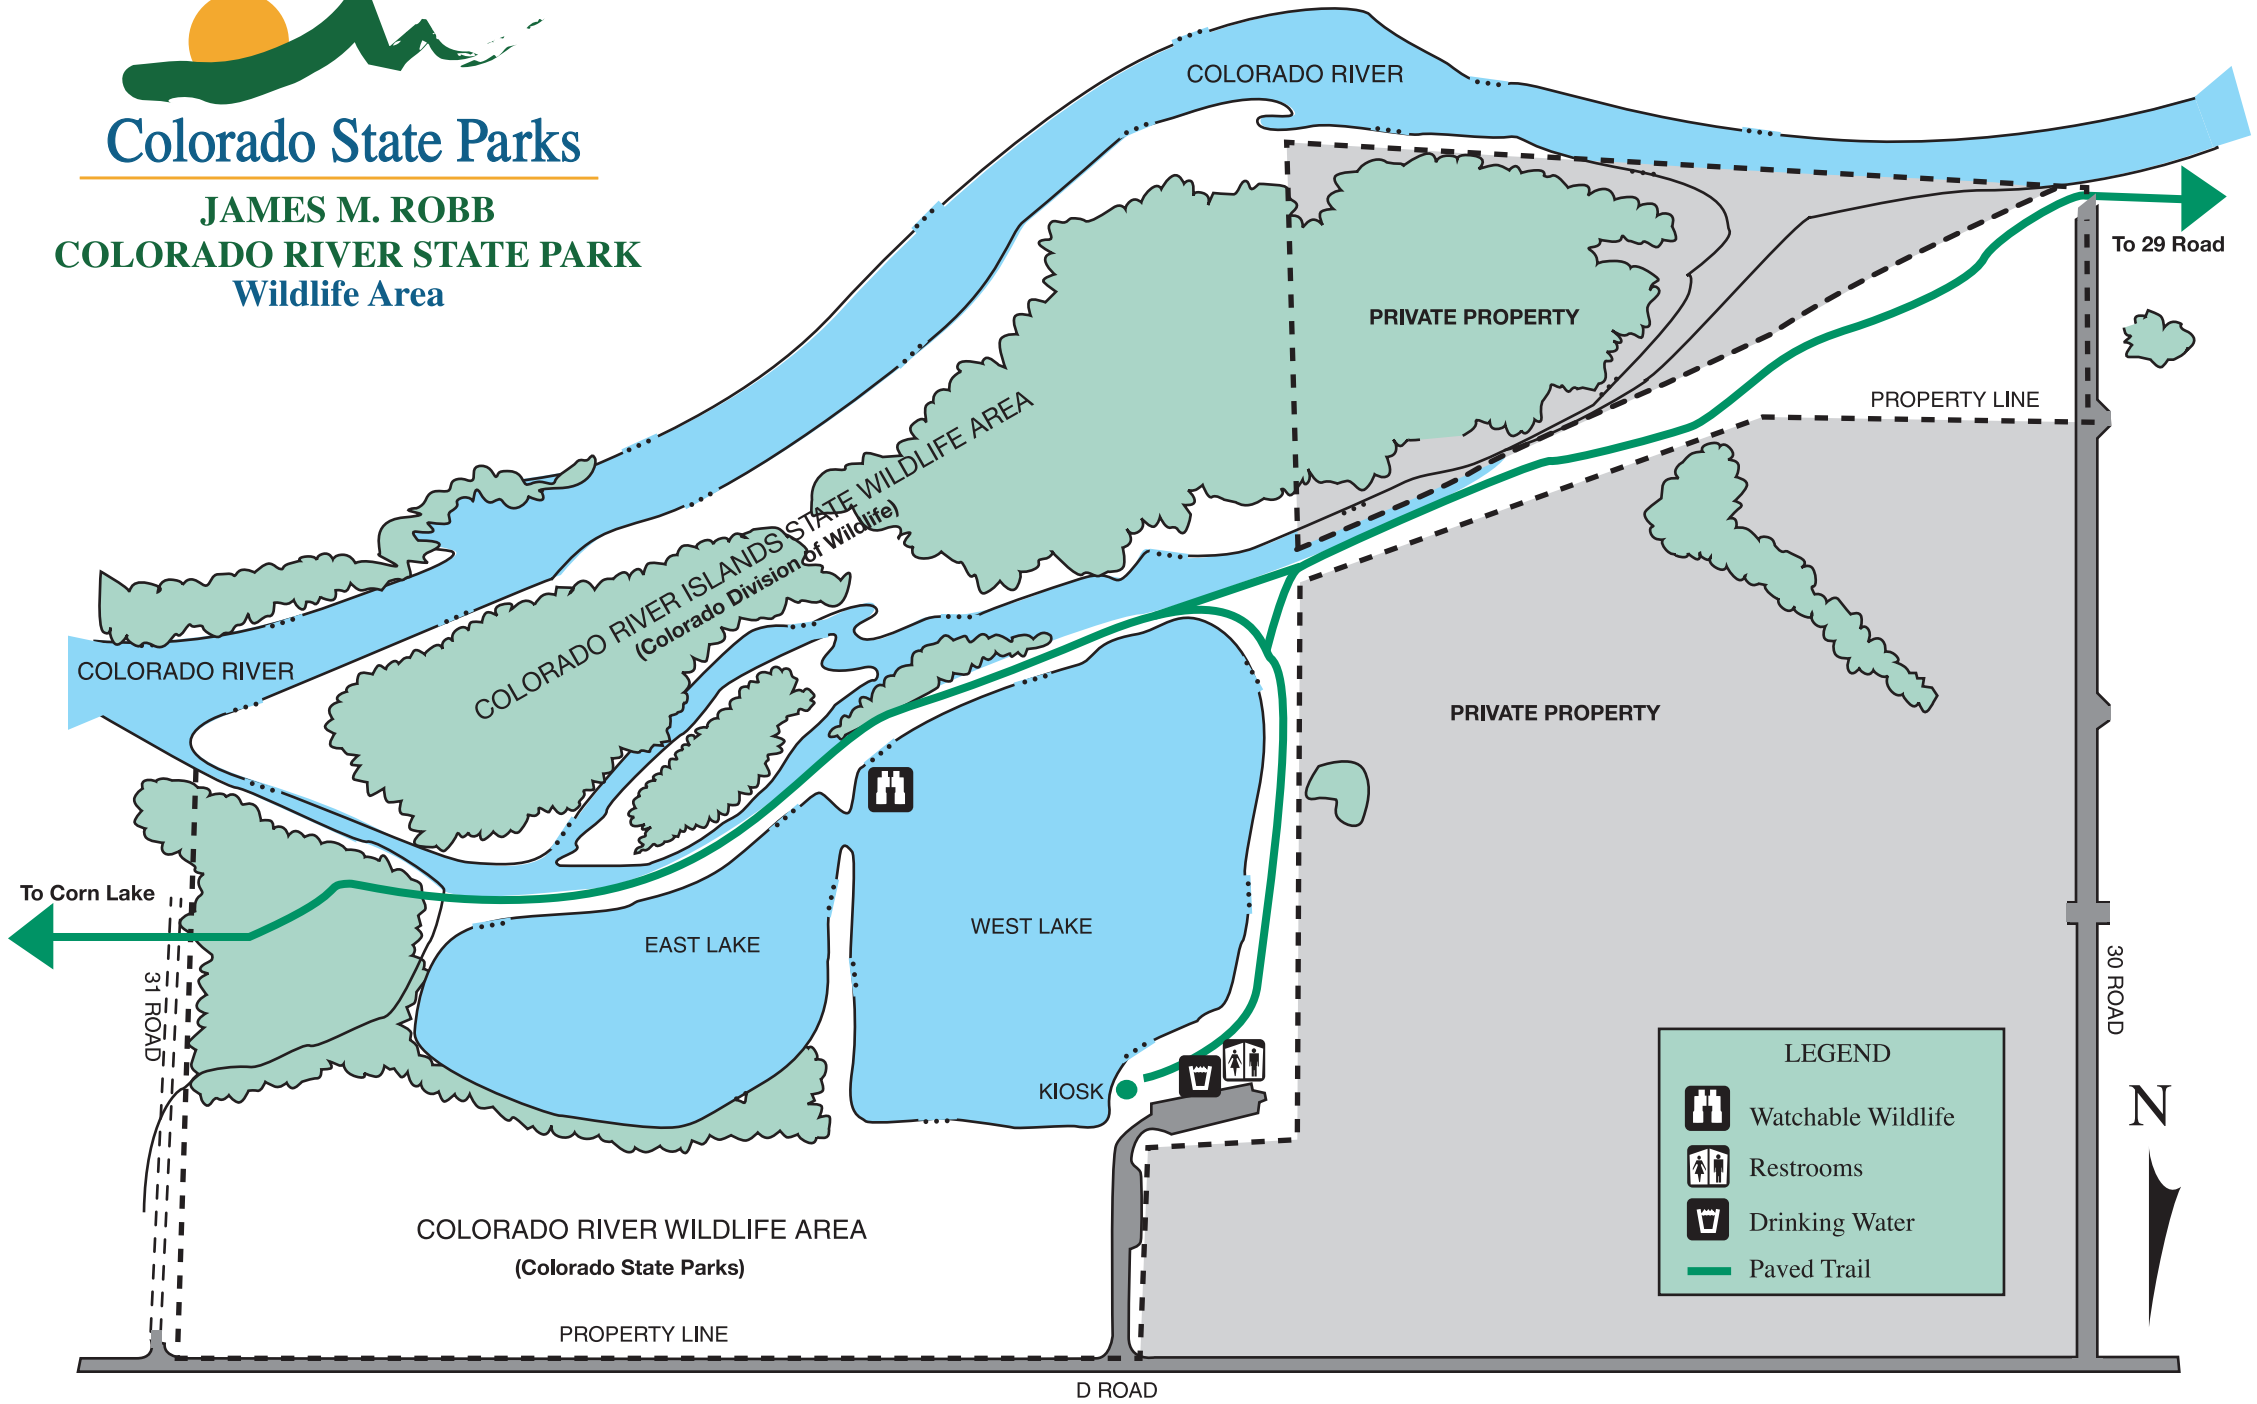 Colorado State Parks
JAMES M. ROBB
COLORADO RIVER STATE PARK
Wildlife Area
COLORADO RIVER
To 29 Road
PRIVATE PROPERTY
PROPERTY LINE
COLORADO RIVER ISLANDS STATE WILDLIFE AREA
(Colorado Division of Wildlife)
COLORADO RIVER
PRIVATE PROPERTY
To Corn Lake
EAST LAKE
WEST LAKE
31 ROAD
30 ROAD
KIOSK
LEGEND
Watchable Wildlife
Restrooms
Drinking Water
Paved Trail
N
COLORADO RIVER WILDLIFE AREA
(Colorado State Parks)
PROPERTY LINE
D ROAD